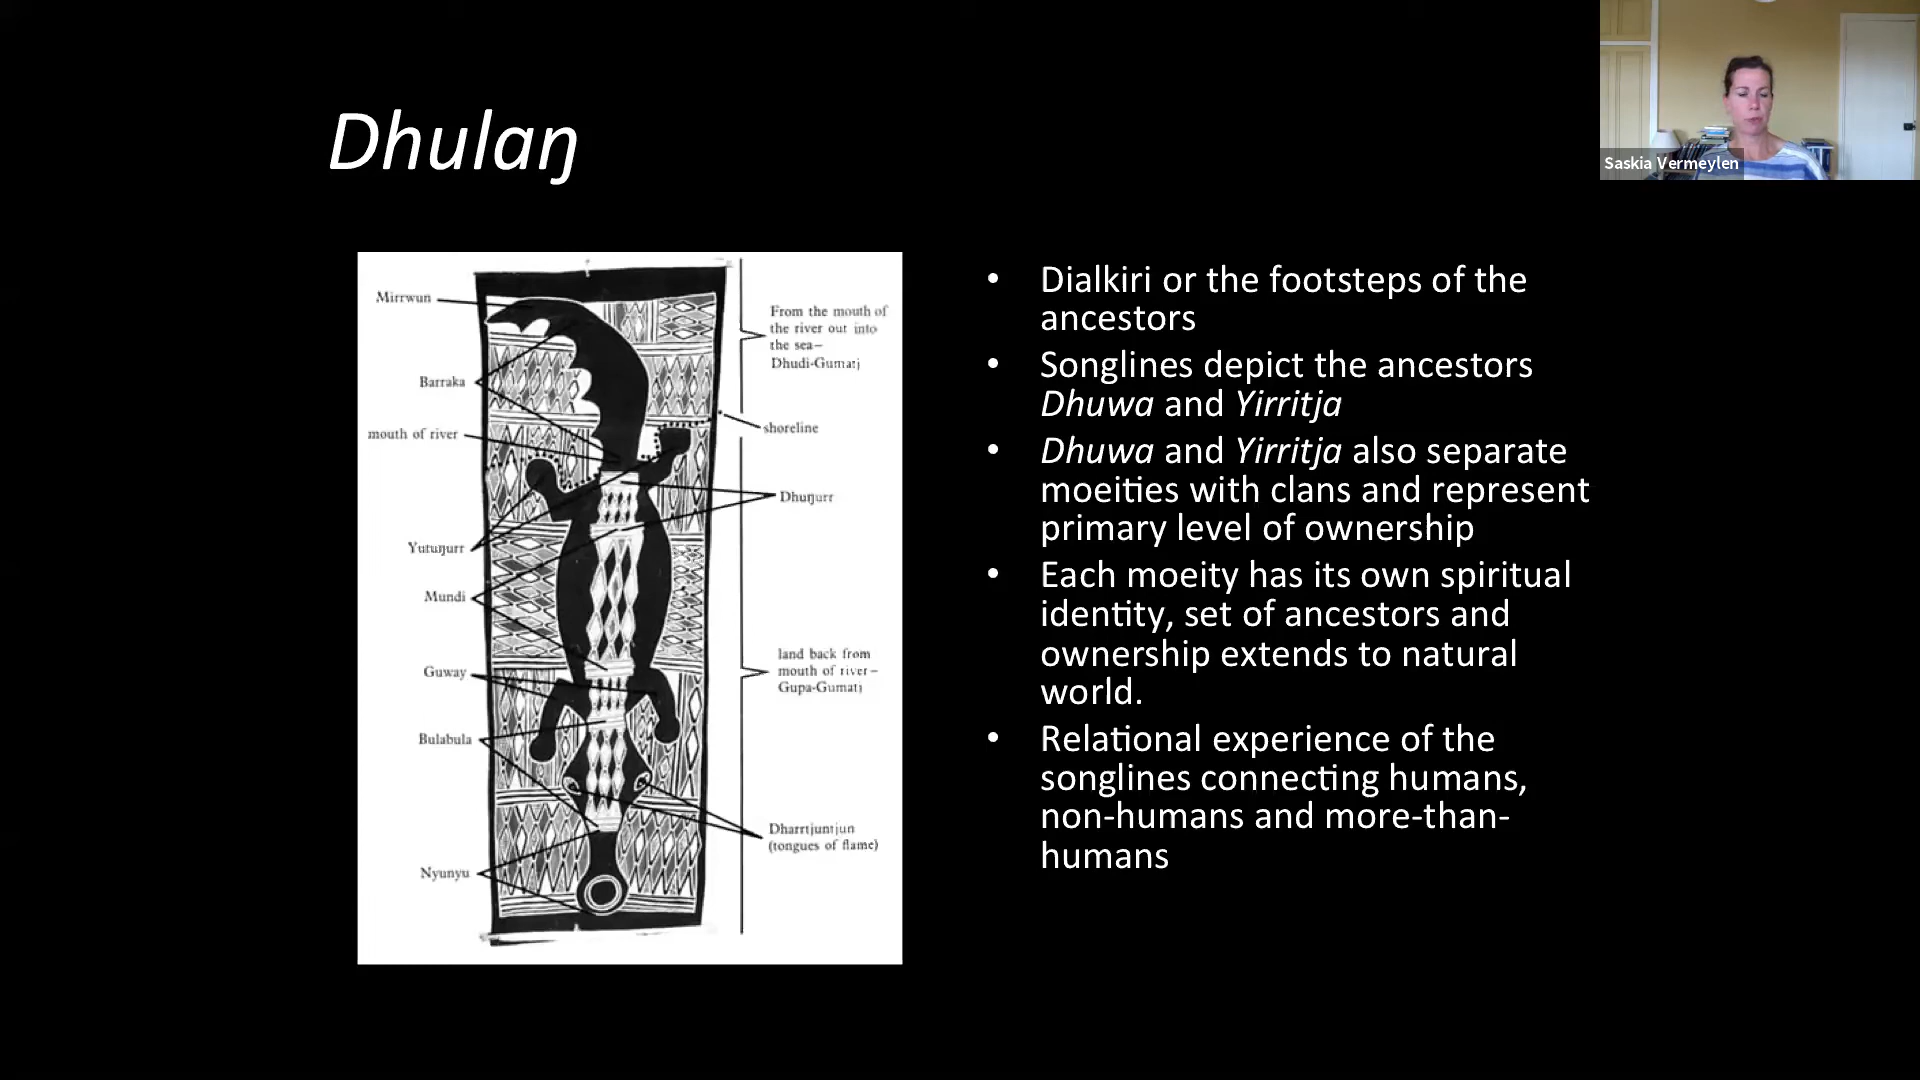 Dhulaŋ
Saskia Vermeylen
Mirrwun
Barraka
mouth of river
Yutuŋurr
Mundi
Guway
Bulabula
Nyunyu
From the mouth of
the river out into
the sea–
Dhudi-Gumatj
shoreline
Dhuŋurr
land back from
mouth of river–
Gupa-Gumatj
Dharrtjuntjun
(tongues of flame)
• Dialkiri or the footsteps of the
ancestors
• Songlines depict the ancestors
Dhuwa and Yirritja
• Dhuwa and Yirritja also separate
moeities with clans and represent
primary level of ownership
• Each moeity has its own spiritual
identity, set of ancestors and
ownership extends to natural
world.
• Relational experience of the
songlines connecting humans,
non-humans and more-than-
humans